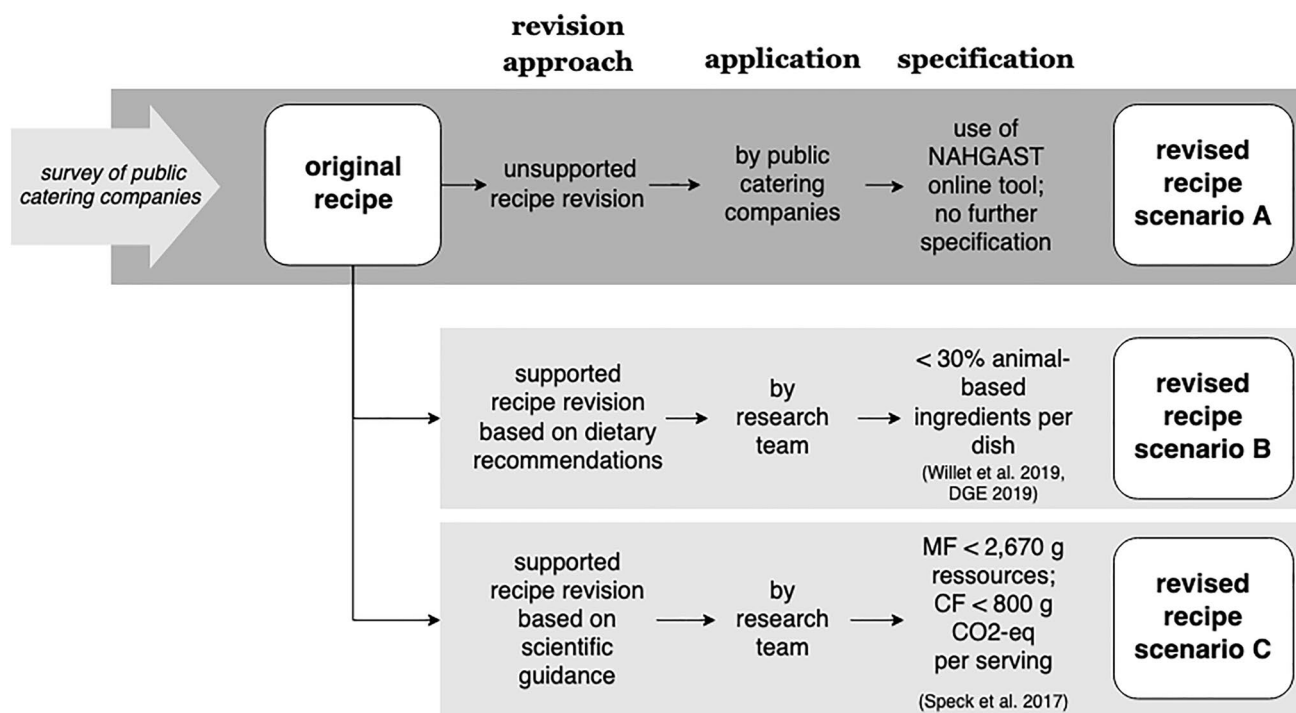 revision
approach
application
specification
survey of public
catering companies
original
recipe
unsupported
recipe revision
by public
catering
companies
use of
NAHGAST
online tool;
no further
specification
revised
recipe
scenario A
supported
recipe revision
based on dietary
recommendations
by
research
team
< 30% animal-
based
ingredients per
dish
(Willet et al. 2019,
DGE 2019)
revised
recipe
scenario B
supported
recipe revision
based on
scientific
guidance
by
research
team
MF < 2,670 g
ressources;
CF < 800 g
CO2-eq
per serving
(Speck et al. 2017)
revised
recipe
scenario C